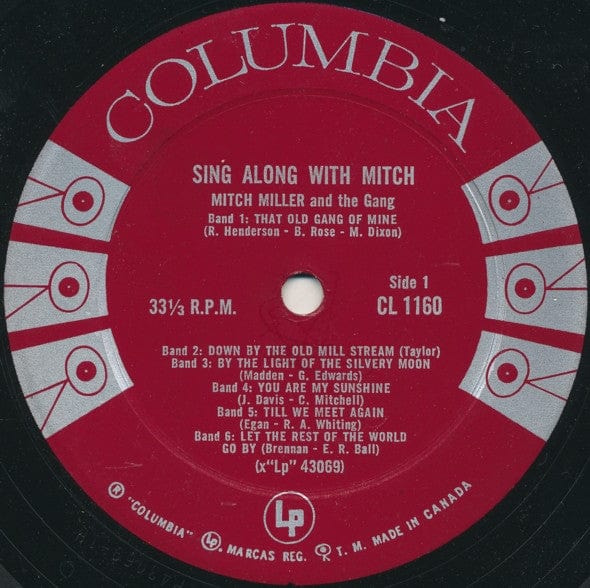 COLUMBIA
SING ALONG WITH MITCH
MITCH MILLER and the Gang
Band 1: THAT OLD GANG OF MINE
(R. Henderson - B. Rose - M. Dixon)
Side 1
33⅓ R.P.M.
CL 1160
Band 2: DOWN BY THE OLD MILL STREAM (Taylor)
Band 3: BY THE LIGHT OF THE SILVERY MOON
(Madden - G. Edwards)
Band 4: YOU ARE MY SUNSHINE
(J. Davis - C. Mitchell)
Band 5: TILL WE MEET AGAIN
(Egan - R. A. Whiting)
Band 6: LET THE REST OF THE WORLD
GO BY (Brennan - E. R. Ball)
(x"Lp" 43069)
Lp
® "COLUMBIA" Lp. MARCAS REG. T. M. MADE IN CANADA